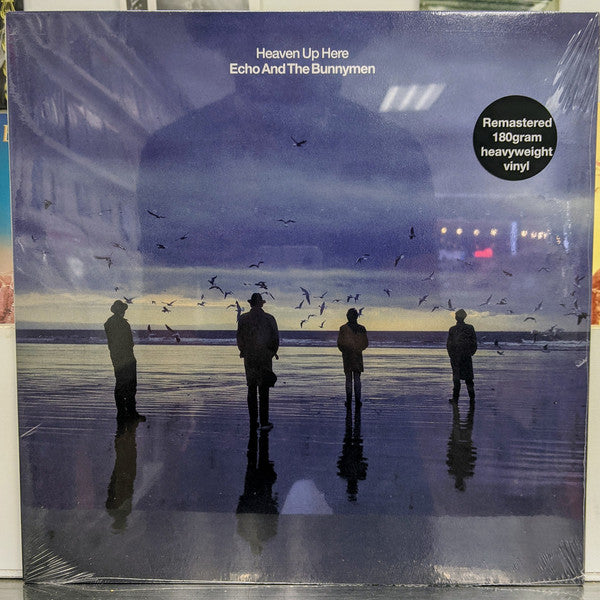 Heaven Up Here
Echo And The Bunnymen
Remastered
180gram
heavyweight
vinyl